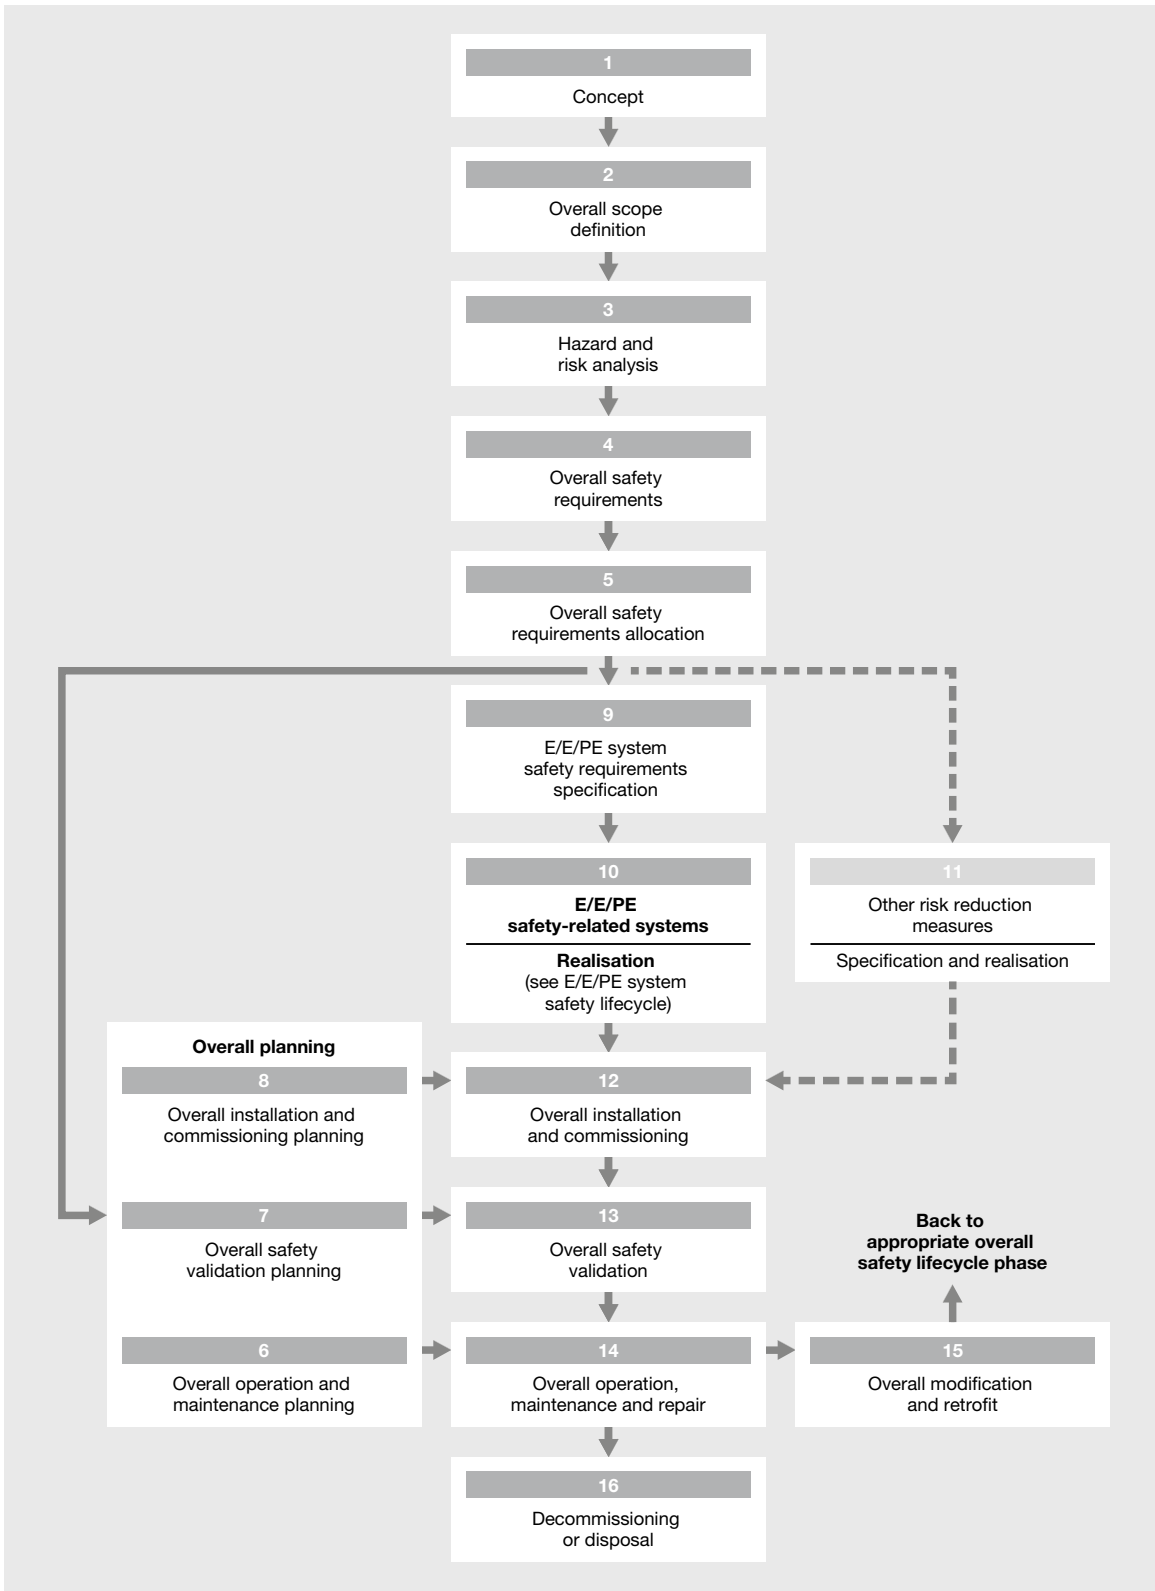 1
Concept
2
Overall scope
definition
3
Hazard and
risk analysis
4
Overall safety
requirements
5
Overall safety
requirements allocation
9
E/E/PE system
safety requirements
specification
10
E/E/PE
safety-related systems
Realisation
(see E/E/PE system
safety lifecycle)
11
Other risk reduction
measures
Specification and realisation
Overall planning
8
Overall installation and
commissioning planning
12
Overall installation
and commissioning
7
Overall safety
validation planning
13
Overall safety
validation
Back to
appropriate overall
safety lifecycle phase
6
Overall operation and
maintenance planning
14
Overall operation,
maintenance and repair
15
Overall modification
and retrofit
16
Decommissioning
or disposal